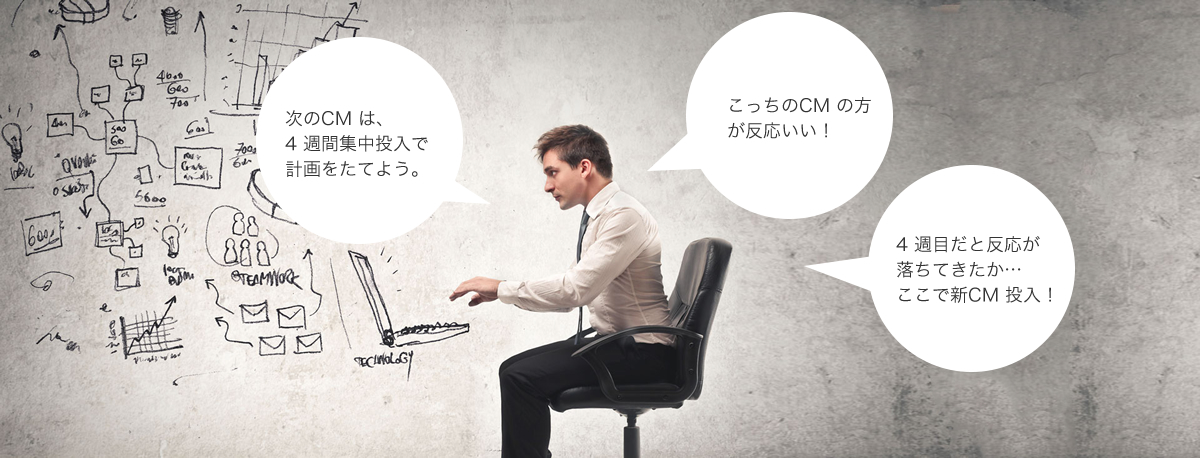 次のCM は、
4 週間集中投入で
計画をたてよう。
こっちのCM の方
が反応いい！
4 週目だと反応が
落ちてきたか…
ここで新CM 投入！
TEAMWORK
TECHNOLOGY